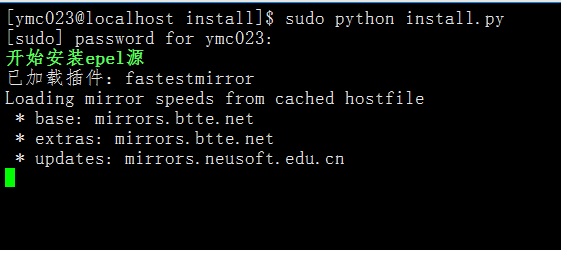 [ymc023@localhost install]$ sudo python install.py
[sudo] password for ymc023:
开始安装epel源
已加载插件：fastestmirror
Loading mirror speeds from cached hostfile
 * base: mirrors.btte.net
 * extras: mirrors.btte.net
 * updates: mirrors.neusoft.edu.cn